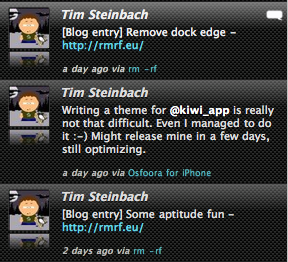 Tim Steinbach
[Blog entry] Remove dock edge -
http://rmrf.eu/
a day ago via rm -rf
Tim Steinbach
Writing a theme for @kiwi_app is really
not that difficult. Even I managed to do
it :-) Might release mine in a few days,
still optimizing.
a day ago via Osfoora for iPhone
Tim Steinbach
[Blog entry] Some aptitude fun -
http://rmrf.eu/
2 days ago via rm -rf